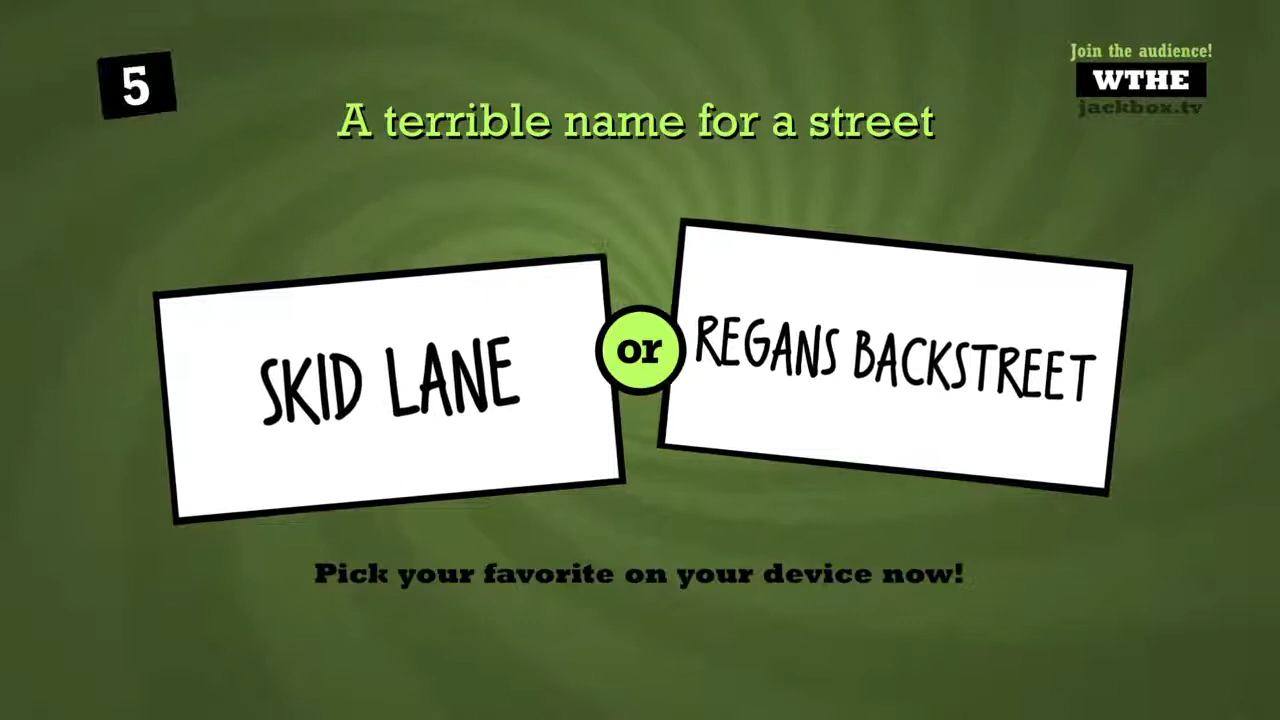 5
Join the audience!
WTHE
jackbox.tv
A terrible name for a street
SKID LANE
or
REGANS BACKSTREET
Pick your favorite on your device now!